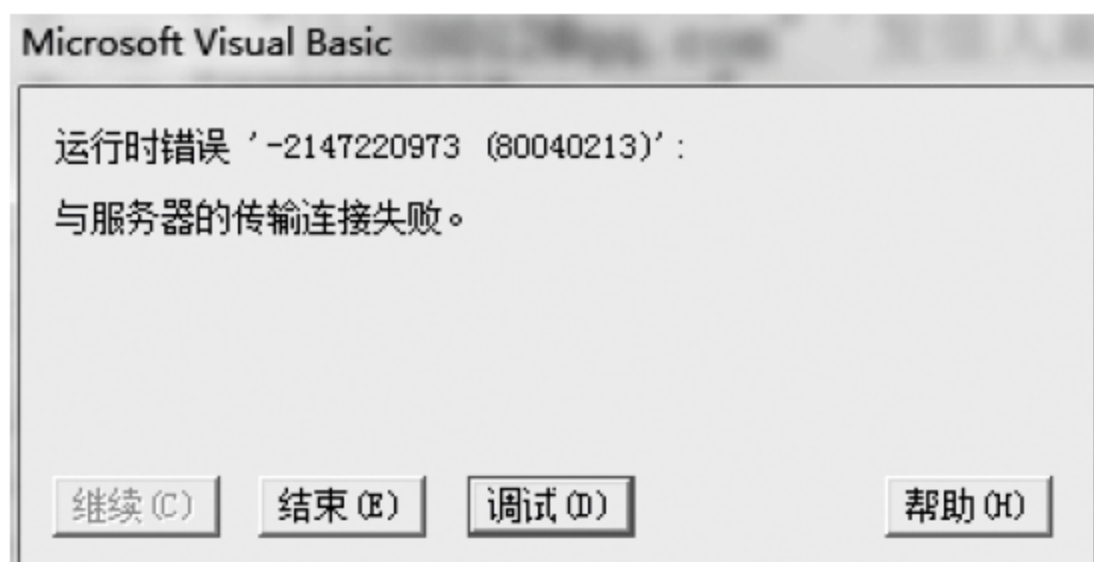 Microsoft Visual Basic
运行时错误 '-2147220973 (80040213)':
与服务器的传输连接失败。
继续(C)
结束(E)
调试(D)
帮助(H)